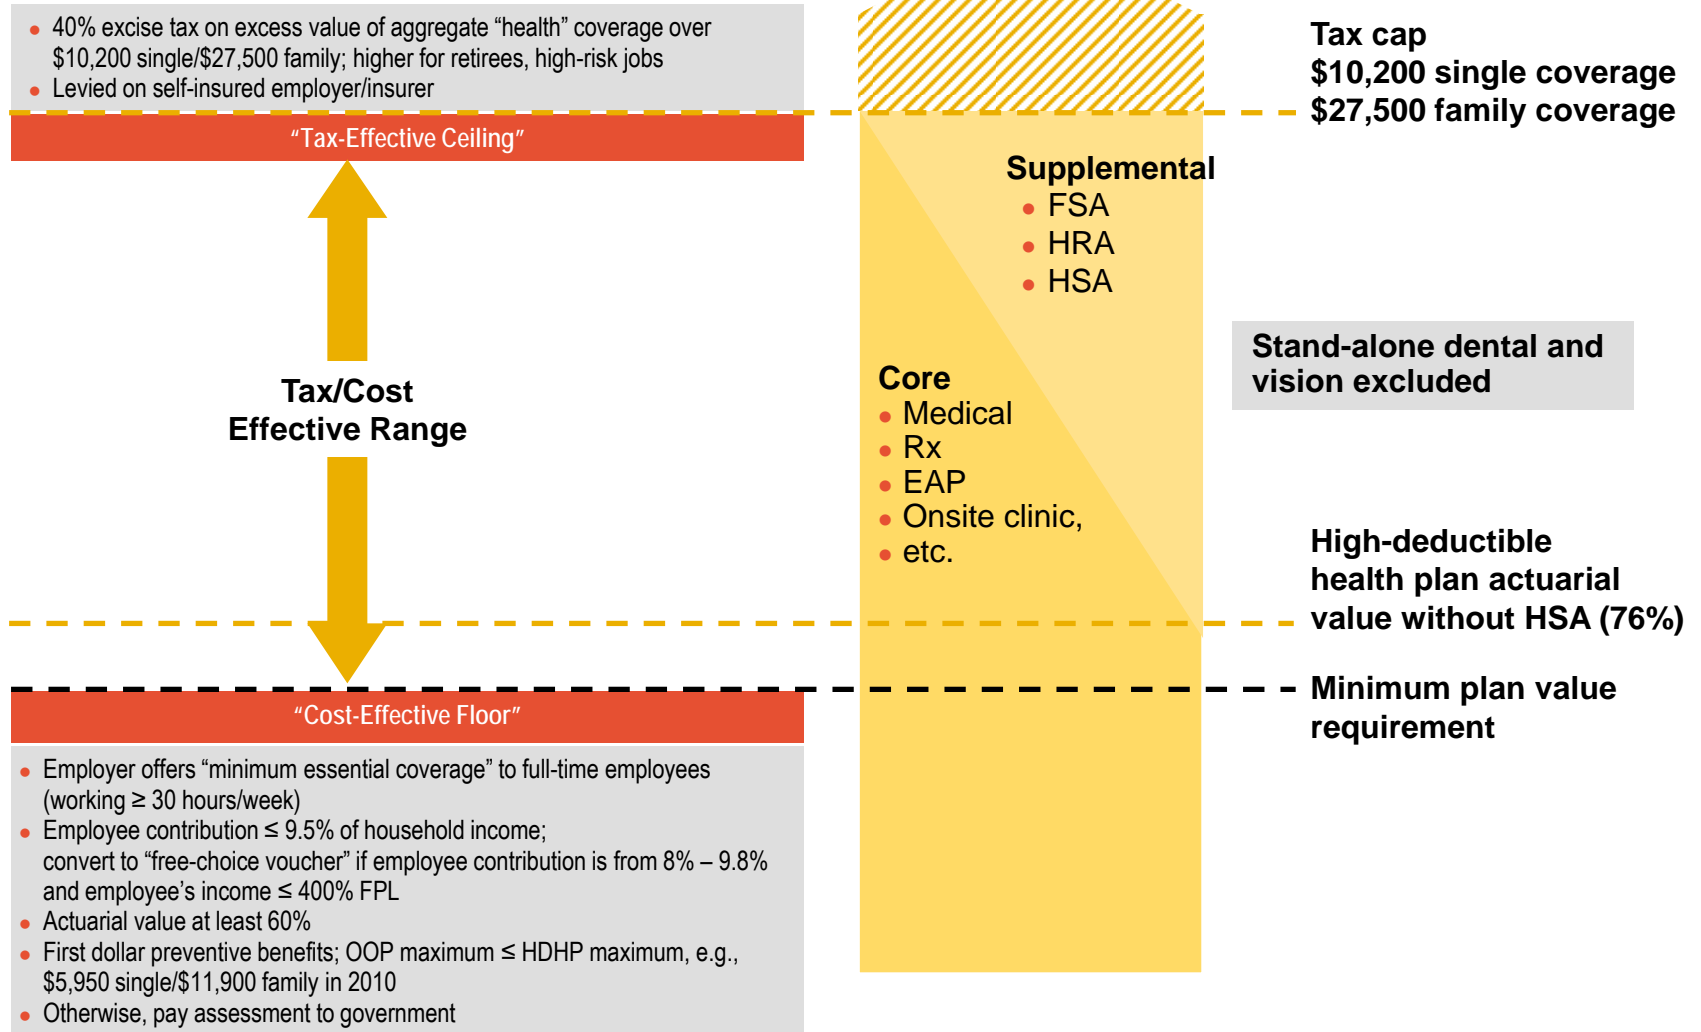 • 40% excise tax on excess value of aggregate “health” coverage over
$10,200 single/$27,500 family; higher for retirees, high-risk jobs
• Levied on self-insured employer/insurer
“Tax-Effective Ceiling”
Tax/Cost
Effective Range
“Cost-Effective Floor”
• Employer offers “minimum essential coverage” to full-time employees
(working ≥ 30 hours/week)
• Employee contribution ≤ 9.5% of household income;
convert to “free-choice voucher” if employee contribution is from 8% – 9.8%
and employee’s income ≤ 400% FPL
• Actuarial value at least 60%
• First dollar preventive benefits; OOP maximum ≤ HDHP maximum, e.g.,
$5,950 single/$11,900 family in 2010
• Otherwise, pay assessment to government
Supplemental
• FSA
• HRA
• HSA
Core
• Medical
• Rx
• EAP
• Onsite clinic,
• etc.
Tax cap
$10,200 single coverage
$27,500 family coverage
Stand-alone dental and
vision excluded
High-deductible
health plan actuarial
value without HSA (76%)
Minimum plan value
requirement